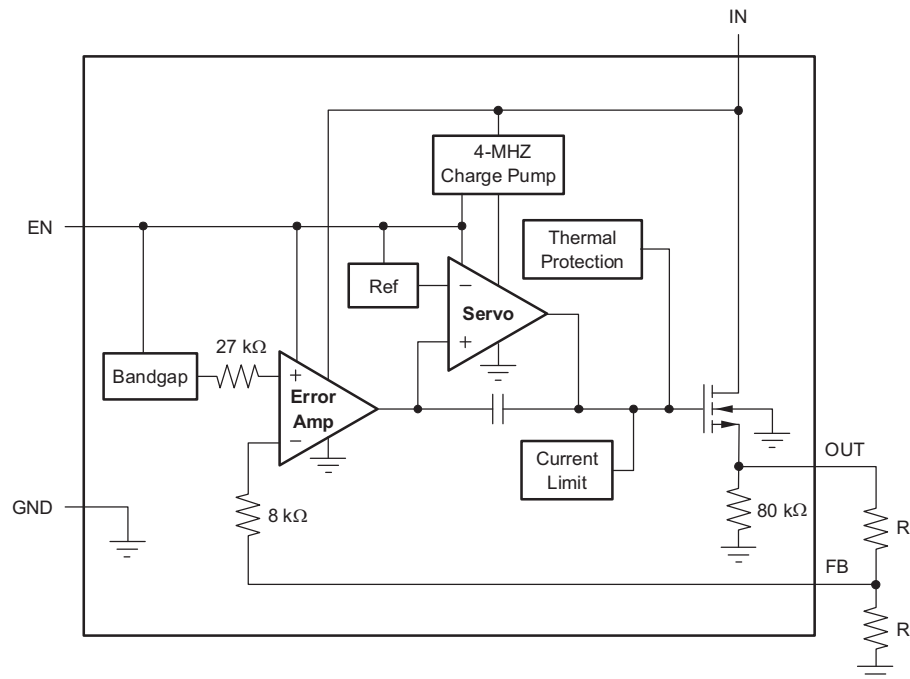 IN
4-MHZ
Charge Pump
EN
Thermal
Protection
Ref
−
Servo
+
27 kΩ
Bandgap
+
Error
Amp
−
Current
Limit
OUT
GND
8 kΩ
80 kΩ
R
FB
R